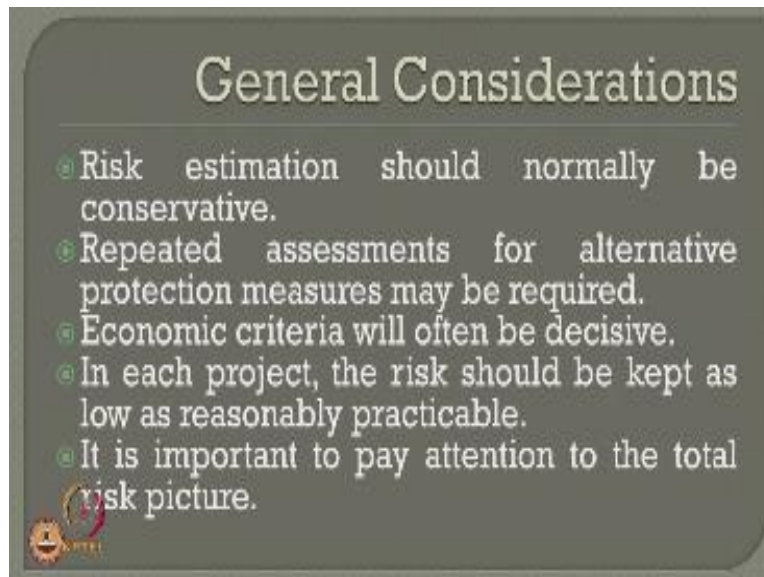 General Considerations
Risk estimation should normally be
conservative.
Repeated assessments for alternative
protection measures may be required.
Economic criteria will often be decisive.
In each project, the risk should be kept as
low as reasonably practicable.
It is important to pay attention to the total
risk picture.
NPTEL